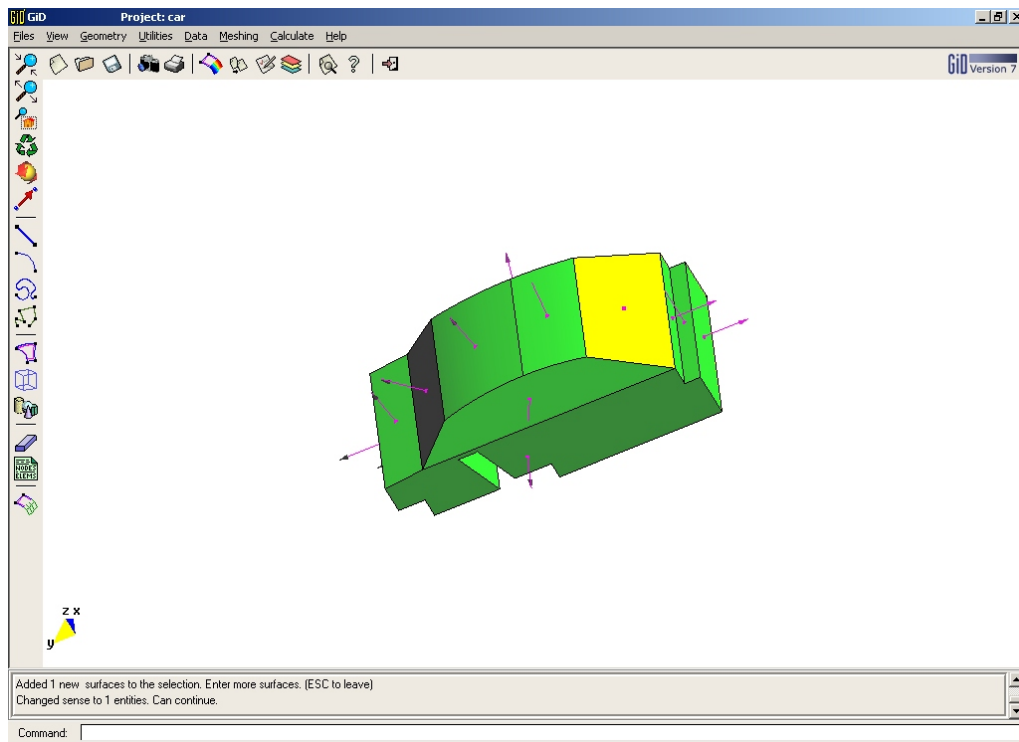 GiD GiD Project: car
Files View Geometry Utilities Data Meshing Calculate Help
GiD Version 7
z x
y
Added 1 new surfaces to the selection. Enter more surfaces. (ESC to leave)
Changed sense to 1 entities. Can continue.
Command: